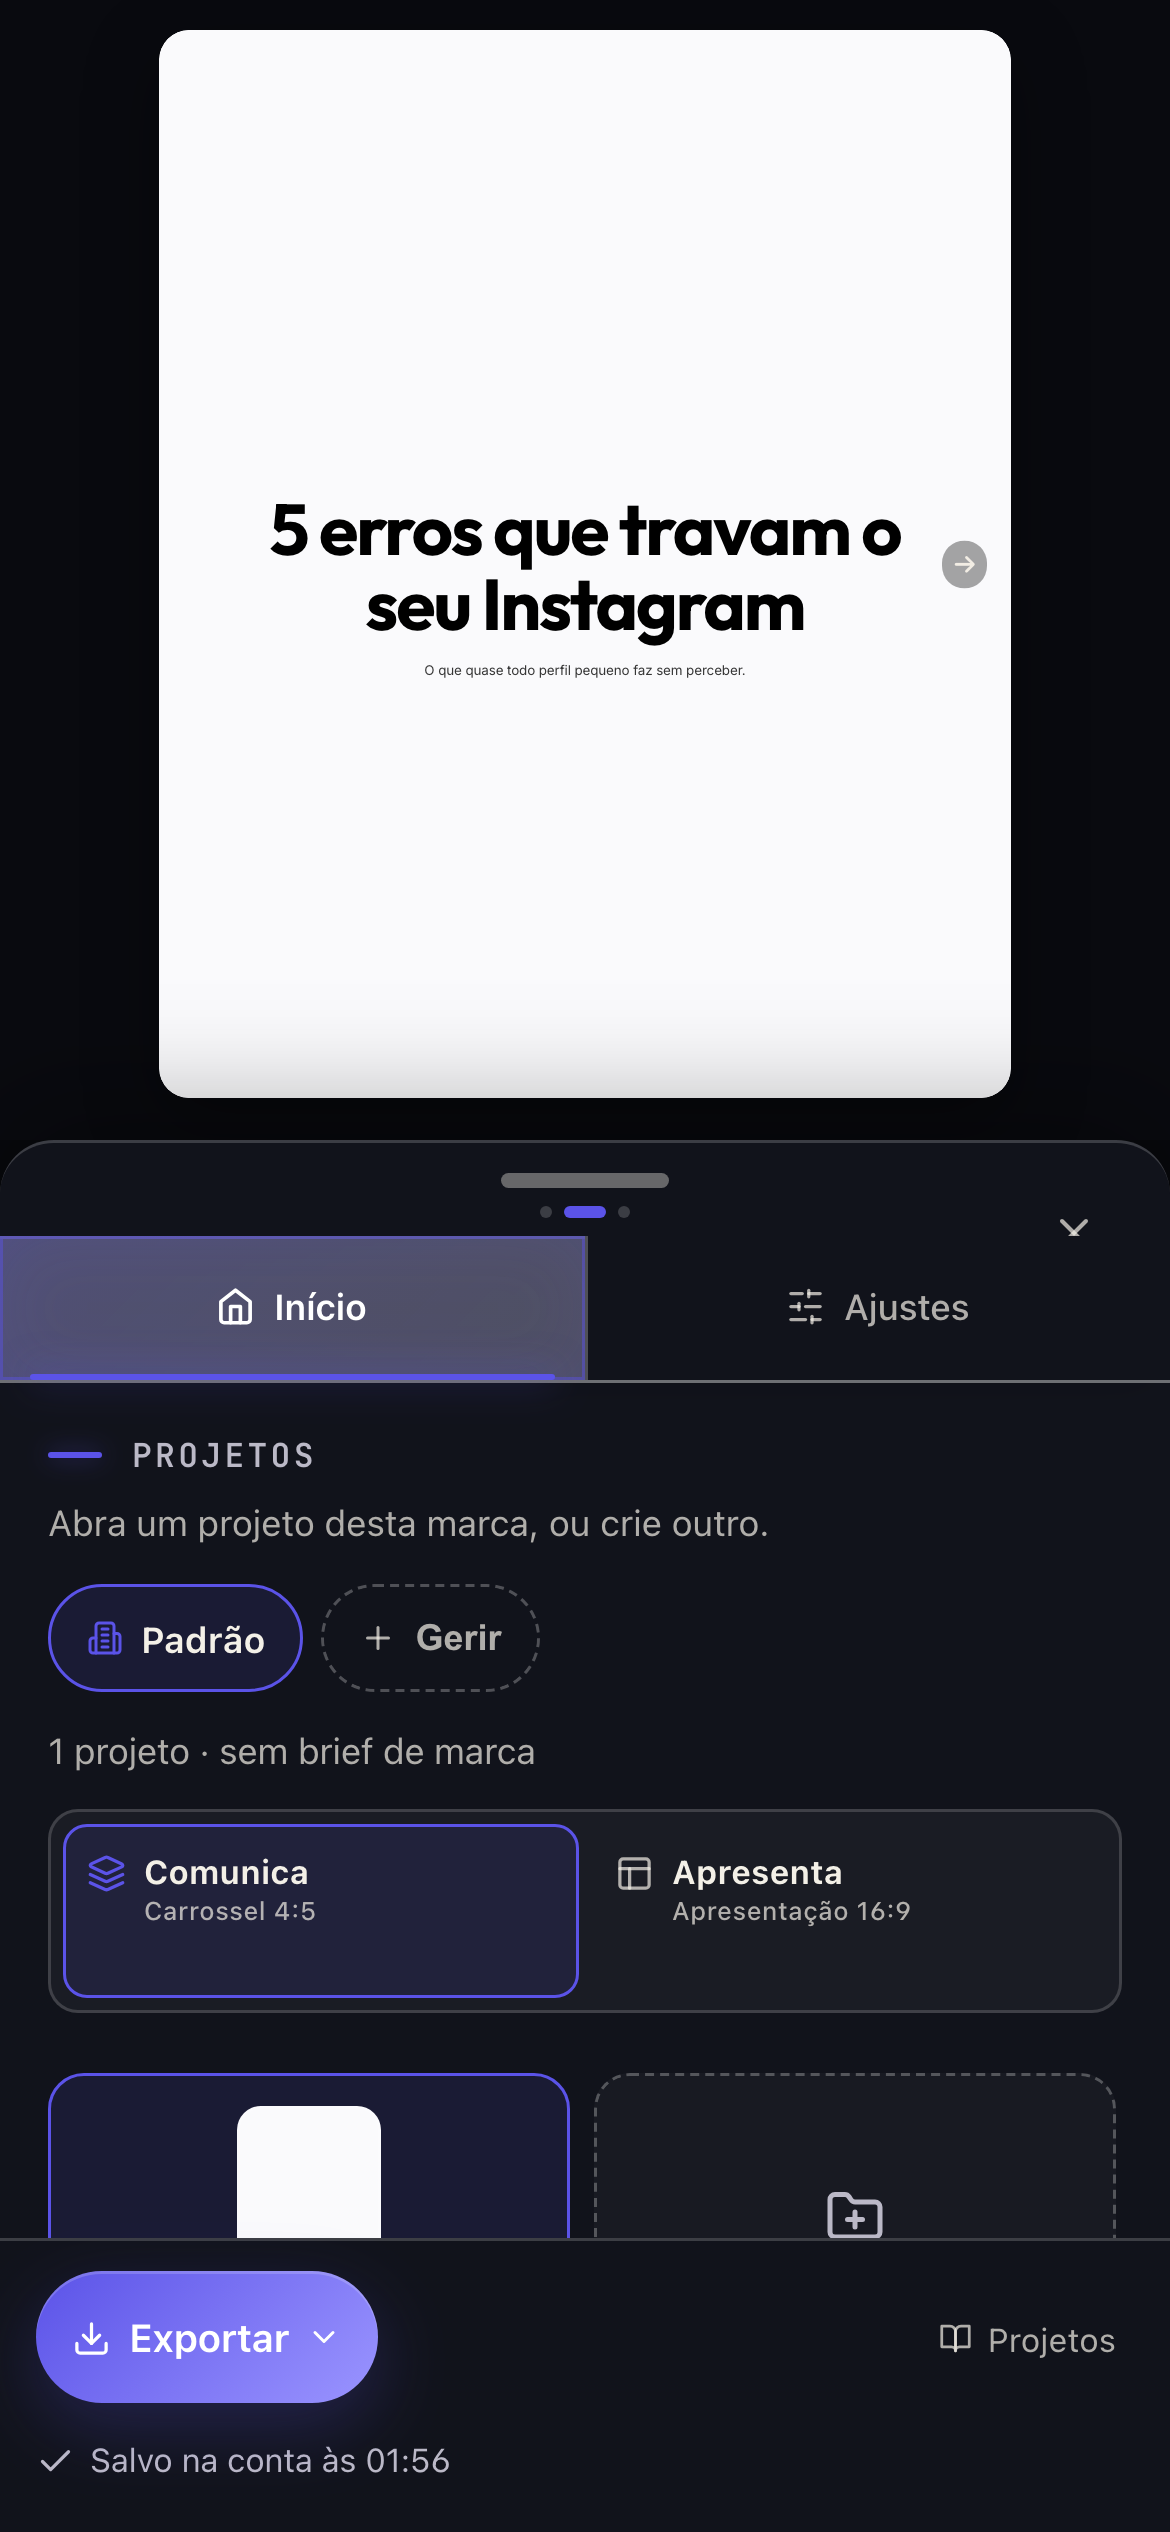 5 erros que travam o
seu Instagram
O que quase todo perfil pequeno faz sem perceber.
Início
Ajustes
PROJETOS
Abra um projeto desta marca, ou crie outro.
Padrão
Gerir
1 projeto · sem brief de marca
Comunica
Carrossel 4:5
Apresenta
Apresentação 16:9
Exportar
Projetos
Salvo na conta às 01:56